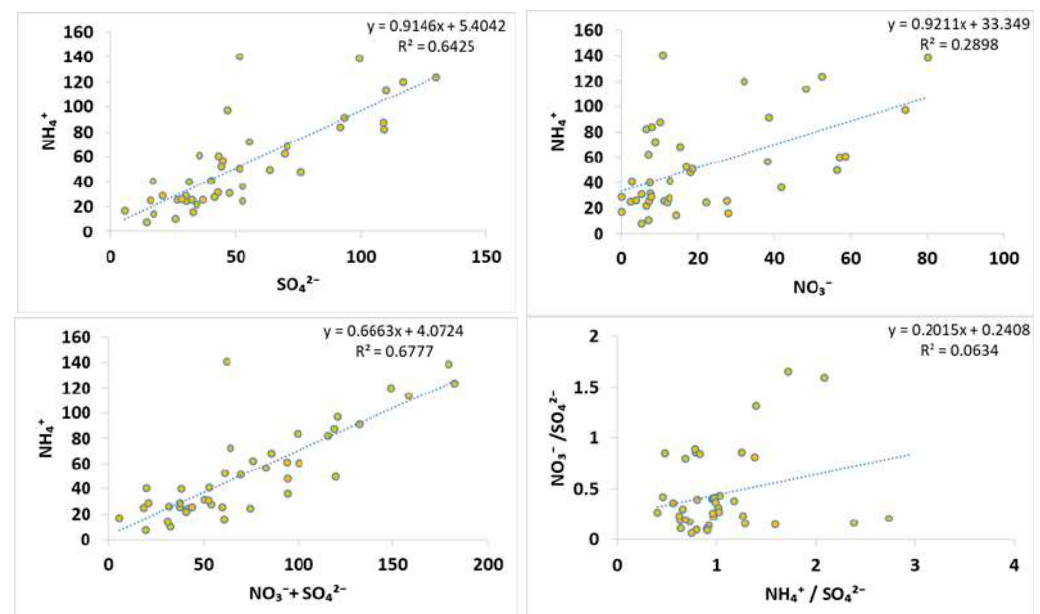 y = 0.9146x + 5.4042
R² = 0.6425
160
140
120
100
80
60
40
20
0
NH₄⁺
0 50 100 150
SO₄²⁻
y = 0.9211x + 33.349
R² = 0.2898
160
140
120
100
80
60
40
20
0
NH₄⁺
0 20 40 60 80 100
NO₃⁻
y = 0.6663x + 4.0724
R² = 0.6777
160
140
120
100
80
60
40
20
0
NH₄⁺
0 50 100 150 200
NO₃⁻+ SO₄²⁻
y = 0.2015x + 0.2408
R² = 0.0634
2
1.5
1
0.5
0
NO₃⁻ /SO₄²⁻
0 1 2 3 4
NH₄⁺ / SO₄²⁻